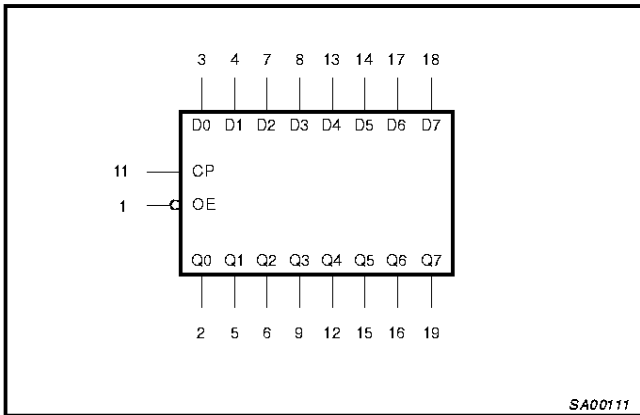 3 4 7 8 13 14 17 18
D0 D1 D2 D3 D4 D5 D6 D7
11 CP
1 OE
Q0 Q1 Q2 Q3 Q4 Q5 Q6 Q7
2 5 6 9 12 15 16 19
SA00111